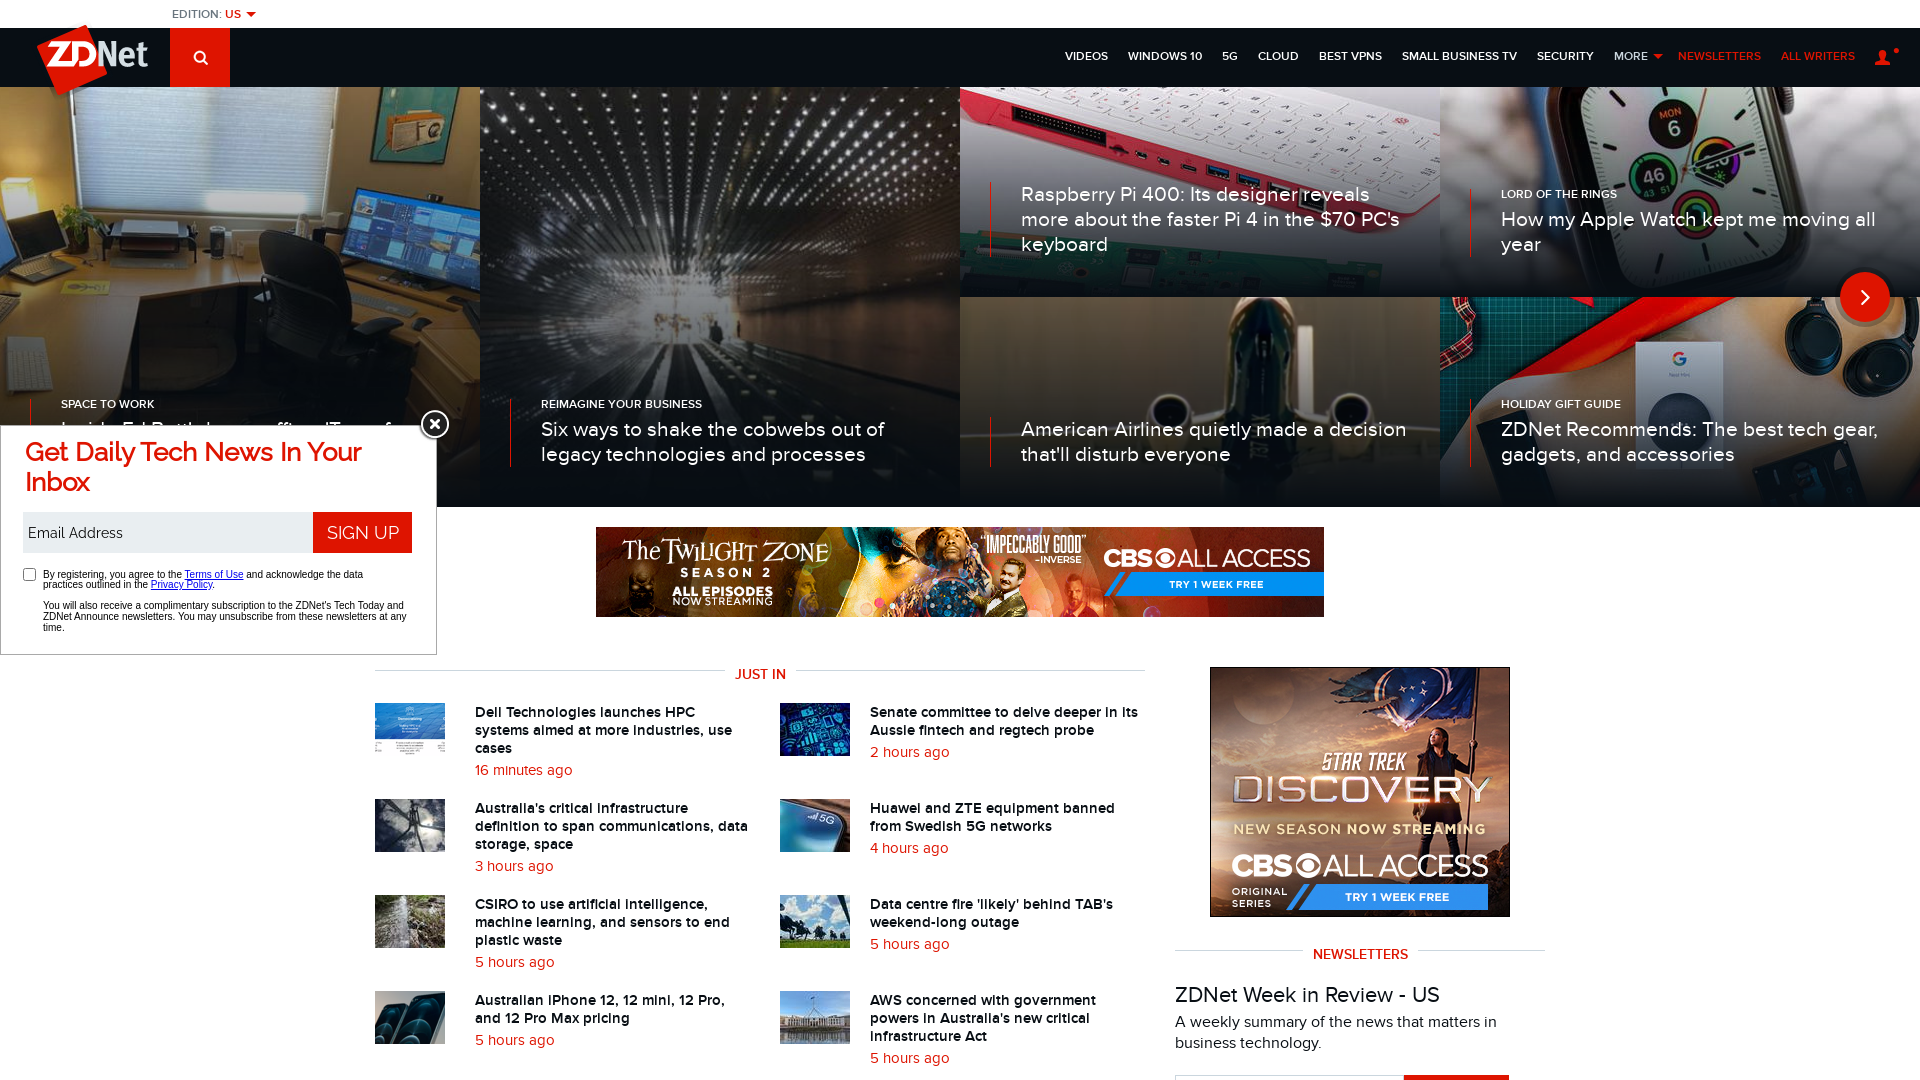 EDITION: US
ZDNet
VIDEOS
WINDOWS 10
5G
CLOUD
BEST VPNS
SMALL BUSINESS TV
SECURITY
MORE
NEWSLETTERS
ALL WRITERS
SPACE TO WORK
REIMAGINE YOUR BUSINESS
Six ways to shake the cobwebs out of
legacy technologies and processes
Raspberry Pi 400: Its designer reveals
more about the faster Pi 4 in the $70 PC's
keyboard
LORD OF THE RINGS
How my Apple Watch kept me moving all
year
American Airlines quietly made a decision
that'll disturb everyone
HOLIDAY GIFT GUIDE
ZDNet Recommends: The best tech gear,
gadgets, and accessories
MON
6
46
Get Daily Tech News In Your
Inbox
Email Address
SIGN UP
By registering, you agree to the Terms of Use and acknowledge the data
practices outlined in the Privacy Policy.
You will also receive a complimentary subscription to the ZDNet's Tech Today and
ZDNet Announce newsletters. You may unsubscribe from these newsletters at any
time.
The TWILIGHT ZONE
SEASON 2
ALL EPISODES
NOW STREAMING
"IMPECCABLY GOOD"
-INVERSE
CBS ALL ACCESS
TRY 1 WEEK FREE
JUST IN
Dell Technologies launches HPC
systems aimed at more industries, use
cases
16 minutes ago
Senate committee to delve deeper in its
Aussie fintech and regtech probe
2 hours ago
Australia's critical infrastructure
definition to span communications, data
storage, space
3 hours ago
5G
Huawei and ZTE equipment banned
from Swedish 5G networks
4 hours ago
CSIRO to use artificial intelligence,
machine learning, and sensors to end
plastic waste
5 hours ago
Data centre fire 'likely' behind TAB's
weekend-long outage
5 hours ago
Australian iPhone 12, 12 mini, 12 Pro,
and 12 Pro Max pricing
5 hours ago
AWS concerned with government
powers in Australia's new critical
infrastructure Act
5 hours ago
STAR TREK
DISCOVERY
NEW SEASON NOW STREAMING
CBS ALL ACCESS
ORIGINAL
SERIES
TRY 1 WEEK FREE
NEWSLETTERS
ZDNet Week in Review - US
A weekly summary of the news that matters in
business technology.